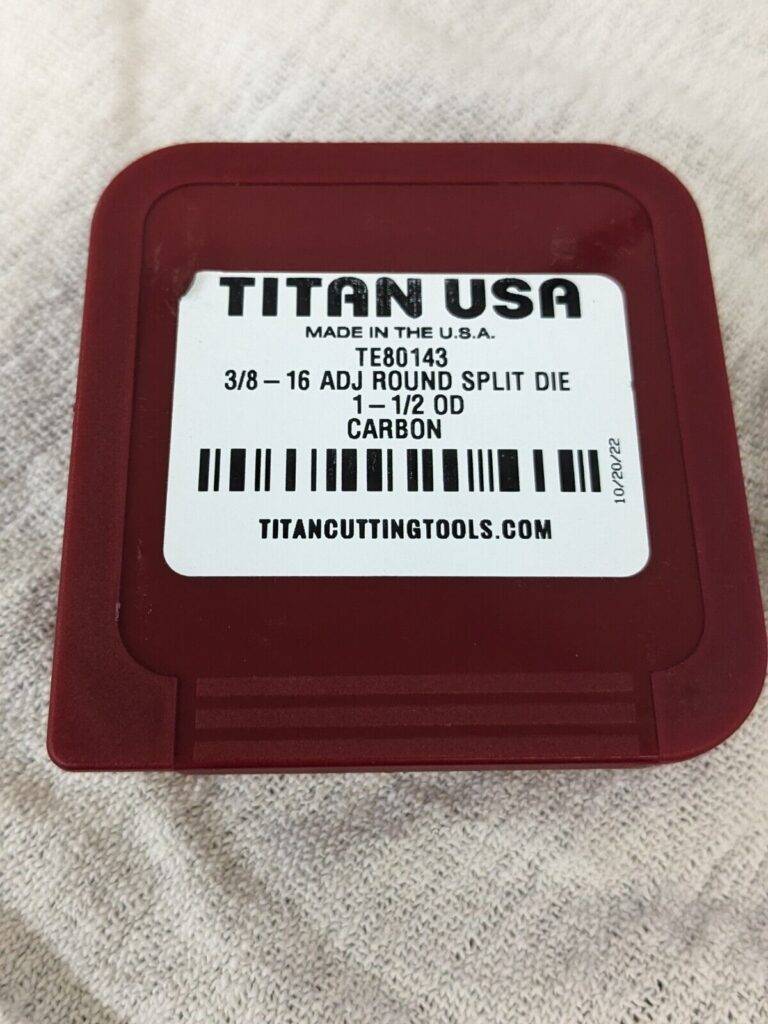 TITAN USA
MADE IN THE U.S.A.
TE80143
3/8 – 16 ADJ ROUND SPLIT DIE
1 – 1/2 OD
CARBON
10/20/22
TITANCUTTINGTOOLS.COM